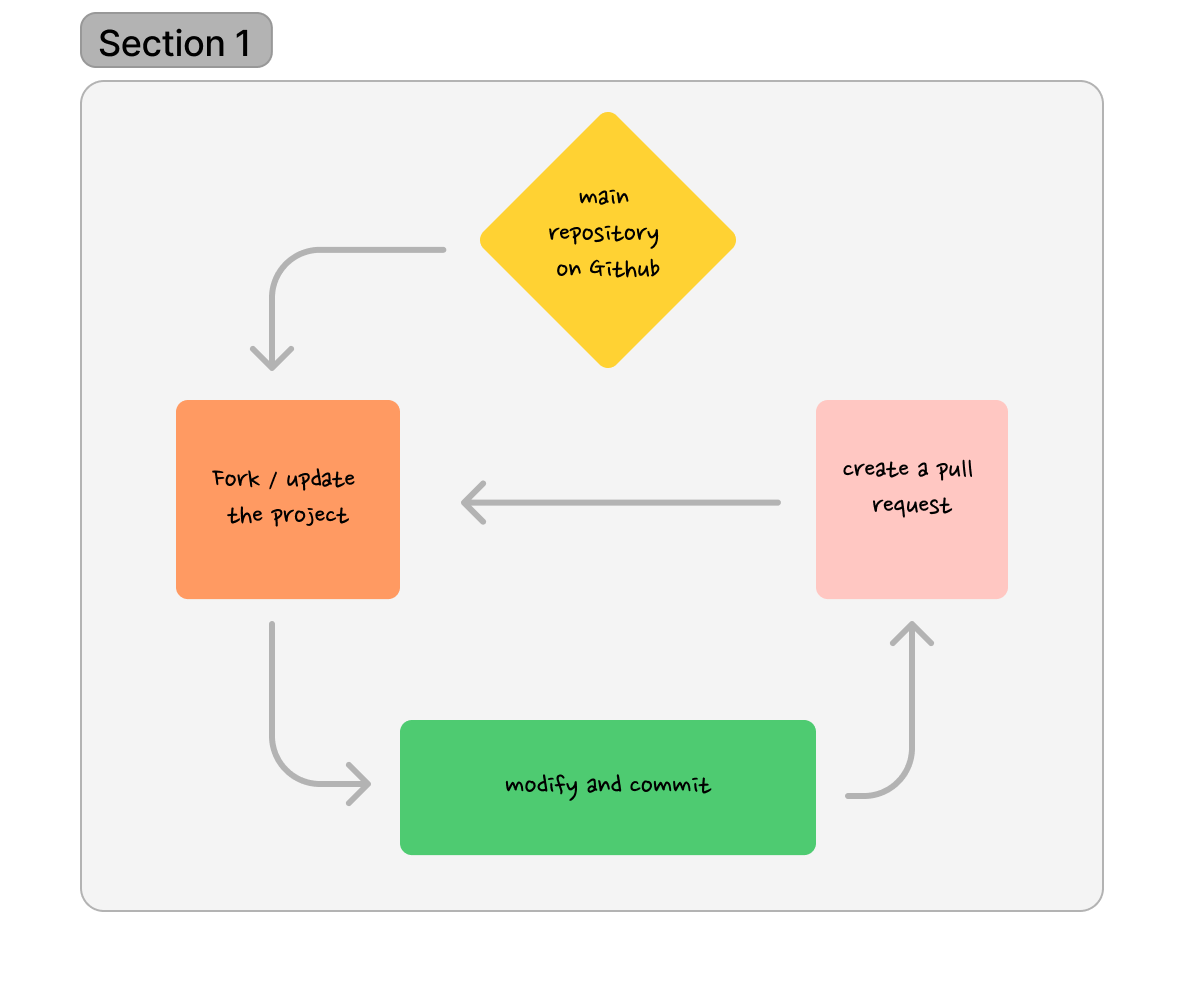 Section 1
main
repository
on Github
Fork / update
the project
create a pull
request
modify and commit